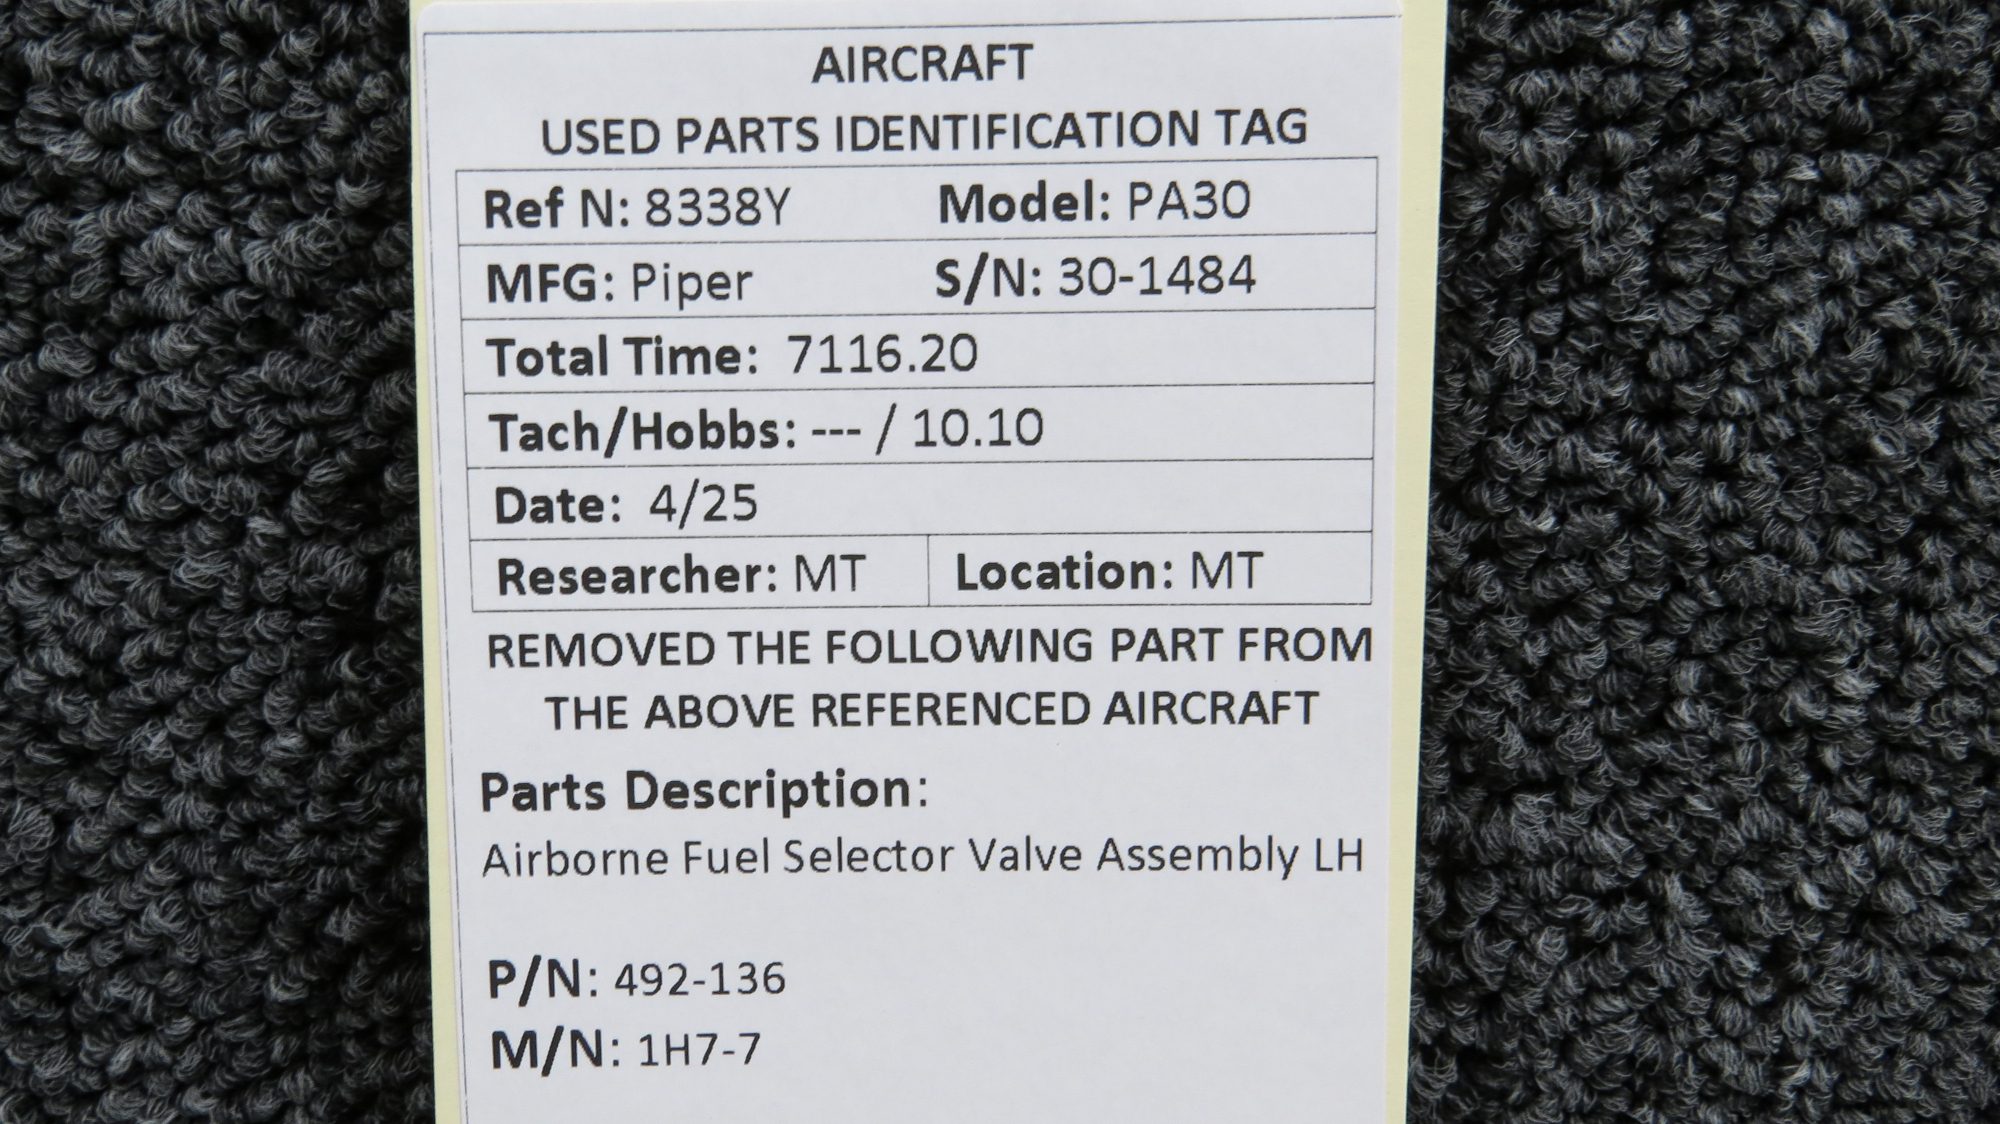 AIRCRAFT
USED PARTS IDENTIFICATION TAG
Ref N: 8338Y Model: PA30
MFG: Piper S/N: 30-1484
Total Time: 7116.20
Tach/Hobbs: --- / 10.10
Date: 4/25
Researcher: MT Location: MT
REMOVED THE FOLLOWING PART FROM
THE ABOVE REFERENCED AIRCRAFT
Parts Description:
Airborne Fuel Selector Valve Assembly LH
P/N: 492-136
M/N: 1H7-7